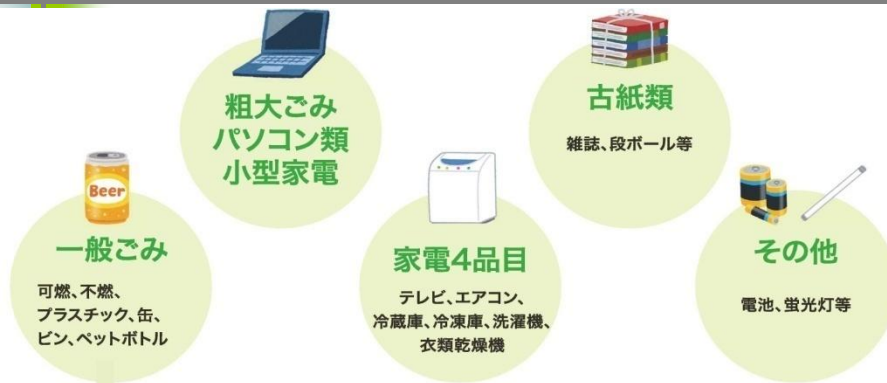 粗大ごみ
パソコン類
小型家電
古紙類
雑誌、段ボール等
Beer
一般ごみ
可燃、不燃、
プラスチック、缶、
ビン、ペットボトル
家電4品目
テレビ、エアコン、
冷蔵庫、冷凍庫、洗濯機、
衣類乾燥機
その他
電池、蛍光灯等